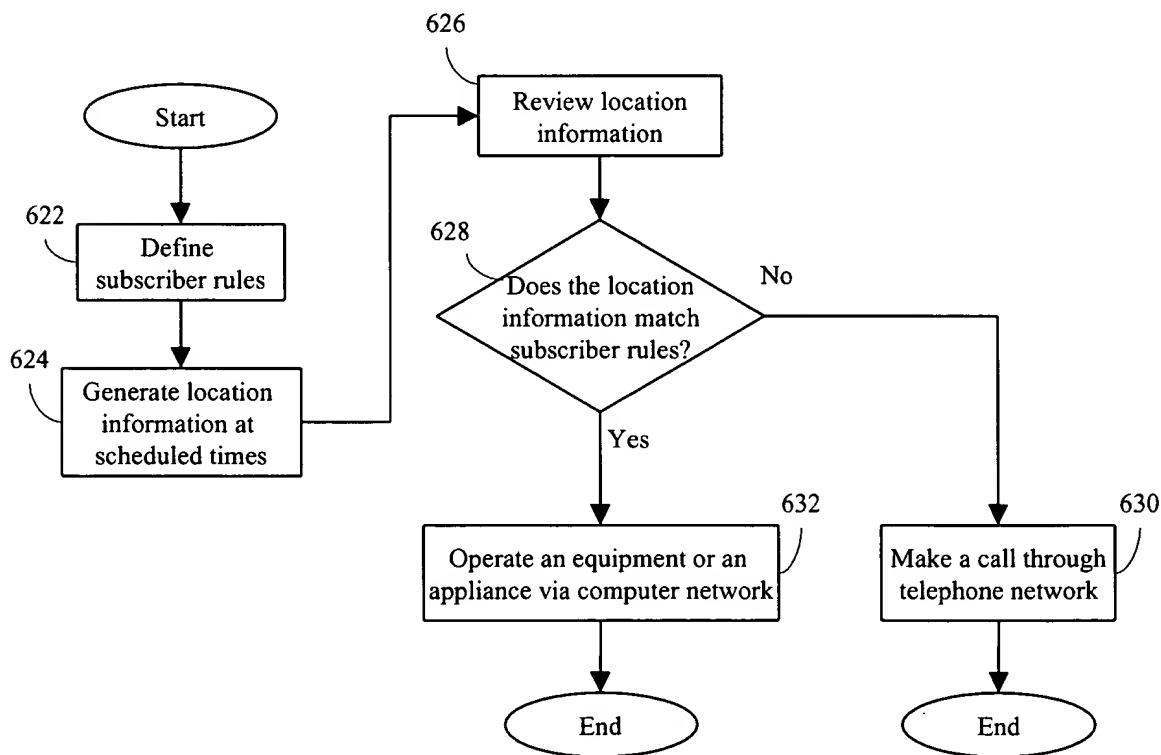 Start
622
Define
subscriber rules
624
Generate location
information at
scheduled times
626
Review location
information
628
Does the location
information match
subscriber rules?
No
Yes
632
Operate an equipment or an
appliance via computer network
630
Make a call through
telephone network
End
End